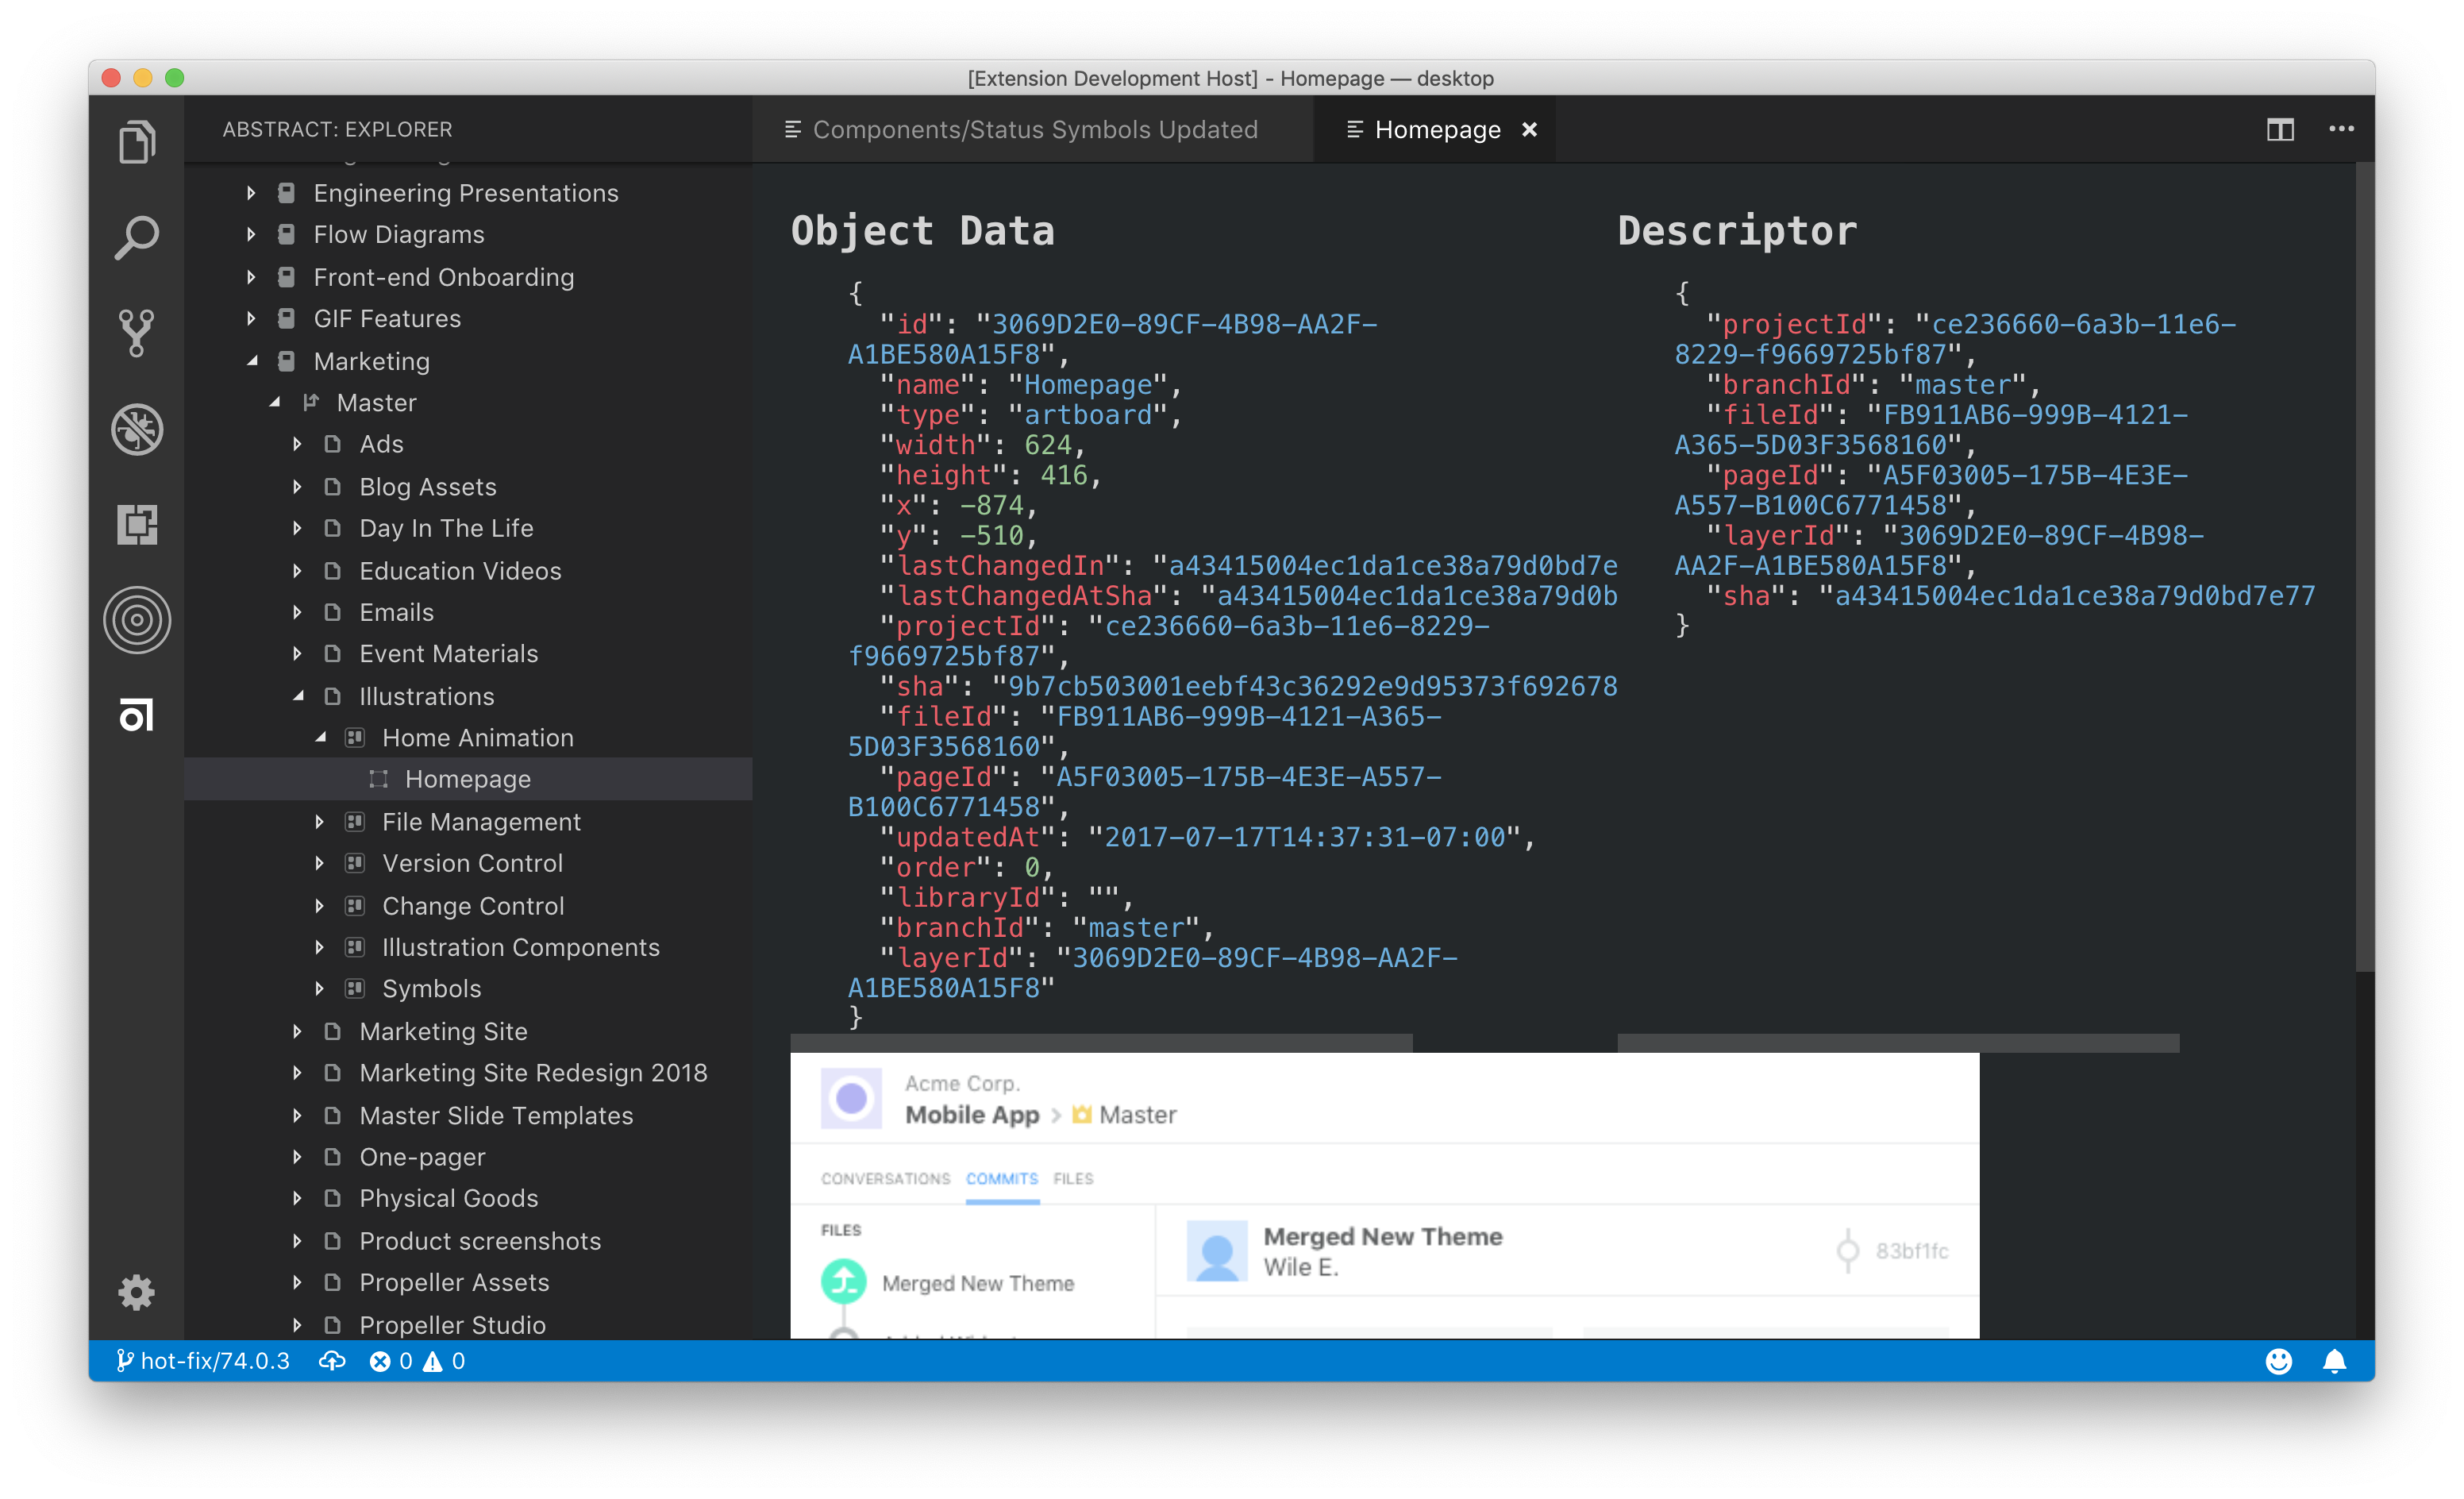 [Extension Development Host] - Homepage — desktop
ABSTRACT: EXPLORER
Engineering Presentations
Flow Diagrams
Front-end Onboarding
GIF Features
Marketing
Master
Ads
Blog Assets
Day In The Life
Education Videos
Emails
Event Materials
Illustrations
Home Animation
Homepage
File Management
Version Control
Change Control
Illustration Components
Symbols
Marketing Site
Marketing Site Redesign 2018
Master Slide Templates
One-pager
Physical Goods
Product screenshots
Propeller Assets
Propeller Studio
Components/Status Symbols Updated
Homepage
Object Data
{
"id": "3069D2E0-89CF-4B98-AA2F-
A1BE580A15F8",
"name": "Homepage",
"type": "artboard",
"width": 624,
"height": 416,
"x": -874,
"y": -510,
"lastChangedIn": "a43415004ec1da1ce38a79d0bd7e
"lastChangedAtSha": "a43415004ec1da1ce38a79d0b
"projectId": "ce236660-6a3b-11e6-8229-
f9669725bf87",
"sha": "9b7cb503001eebf43c36292e9d95373f692678
"fileId": "FB911AB6-999B-4121-A365-
5D03F3568160",
"pageId": "A5F03005-175B-4E3E-A557-
B100C6771458",
"updatedAt": "2017-07-17T14:37:31-07:00",
"order": 0,
"libraryId": "",
"branchId": "master",
"layerId": "3069D2E0-89CF-4B98-AA2F-
A1BE580A15F8"
}
Descriptor
{
"projectId": "ce236660-6a3b-11e6-
8229-f9669725bf87",
"branchId": "master",
"fileId": "FB911AB6-999B-4121-
A365-5D03F3568160",
"pageId": "A5F03005-175B-4E3E-
A557-B100C6771458",
"layerId": "3069D2E0-89CF-4B98-
AA2F-A1BE580A15F8",
"sha": "a43415004ec1da1ce38a79d0bd7e77
}
Acme Corp.
Mobile App > Master
CONVERSATIONS COMMITS FILES
FILES
Merged New Theme
Merged New Theme
Wile E.
83bf1fc
hot-fix/74.0.3 0 0